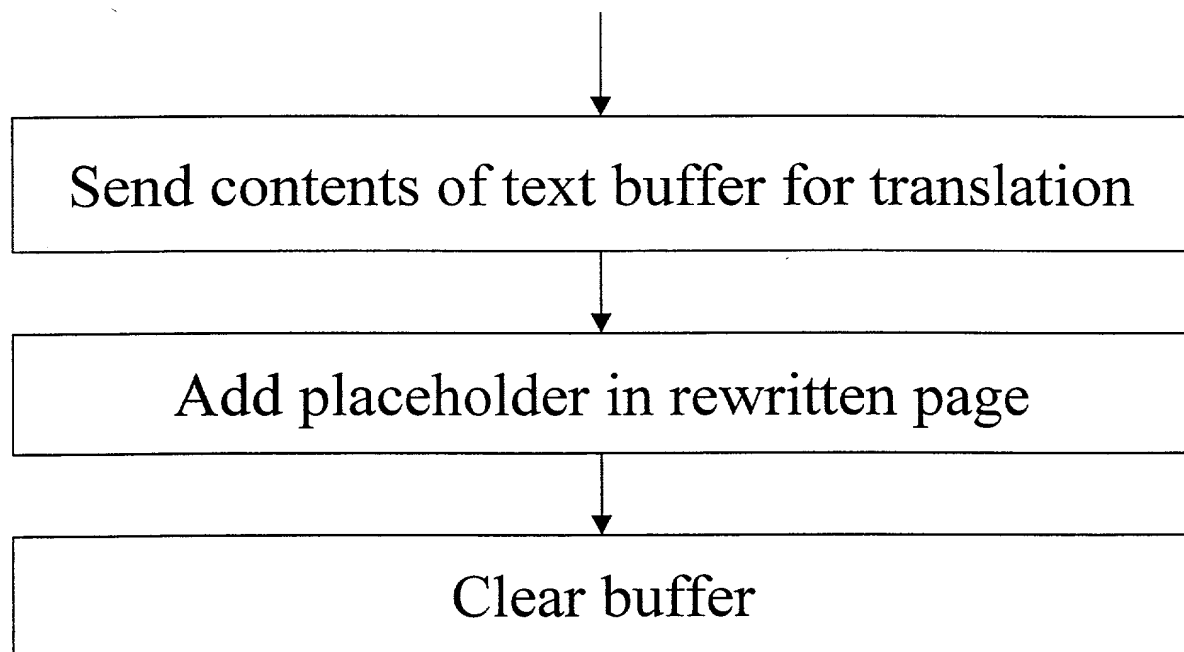 Send contents of text buffer for translation
Add placeholder in rewritten page
Clear buffer